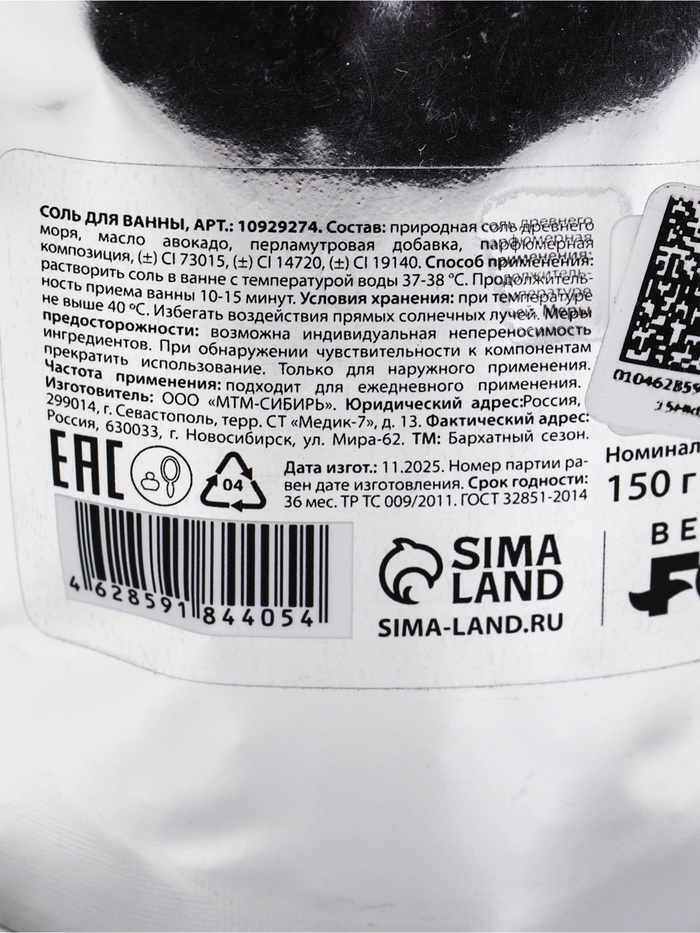 СОЛЬ ДЛЯ ВАННЫ, АРТ.: 10929274. Состав: природная соль древнего
моря, масло авокадо, перламутровая добавка, парфюмерная
композиция, (±) CI 73015, (±) CI 14720, (±) CI 19140. Способ применения:
растворить соль в ванне с температурой воды 37-38 °С. Продолжитель-
ность приема ванны 10-15 минут. Условия хранения: при температуре
не выше 40 °С. Избегать воздействия прямых солнечных лучей. Меры
предосторожности: возможна индивидуальная непереносимость
ингредиентов. При обнаружении чувствительности к компонентам
прекратить использование. Только для наружного применения.
Частота применения: подходит для ежедневного применения.
Изготовитель: ООО «МТМ-СИБИРЬ». Юридический адрес:Россия,
299014, г. Севастополь, терр. СТ «Медик-7», д. 13. Фактический адрес:
Россия, 630033, г. Новосибирск, ул. Мира-62. ТМ: Бархатный сезон.
EAC
04
Дата изгот.: 11.2025. Номер партии ра-
вен дате изготовления. Срок годности:
36 мес. ТР ТС 009/2011. ГОСТ 32851-2014
4 628591 844054
SIMA
LAND
SIMA-LAND.RU
010462859
Номинал
150 г
ВЕ